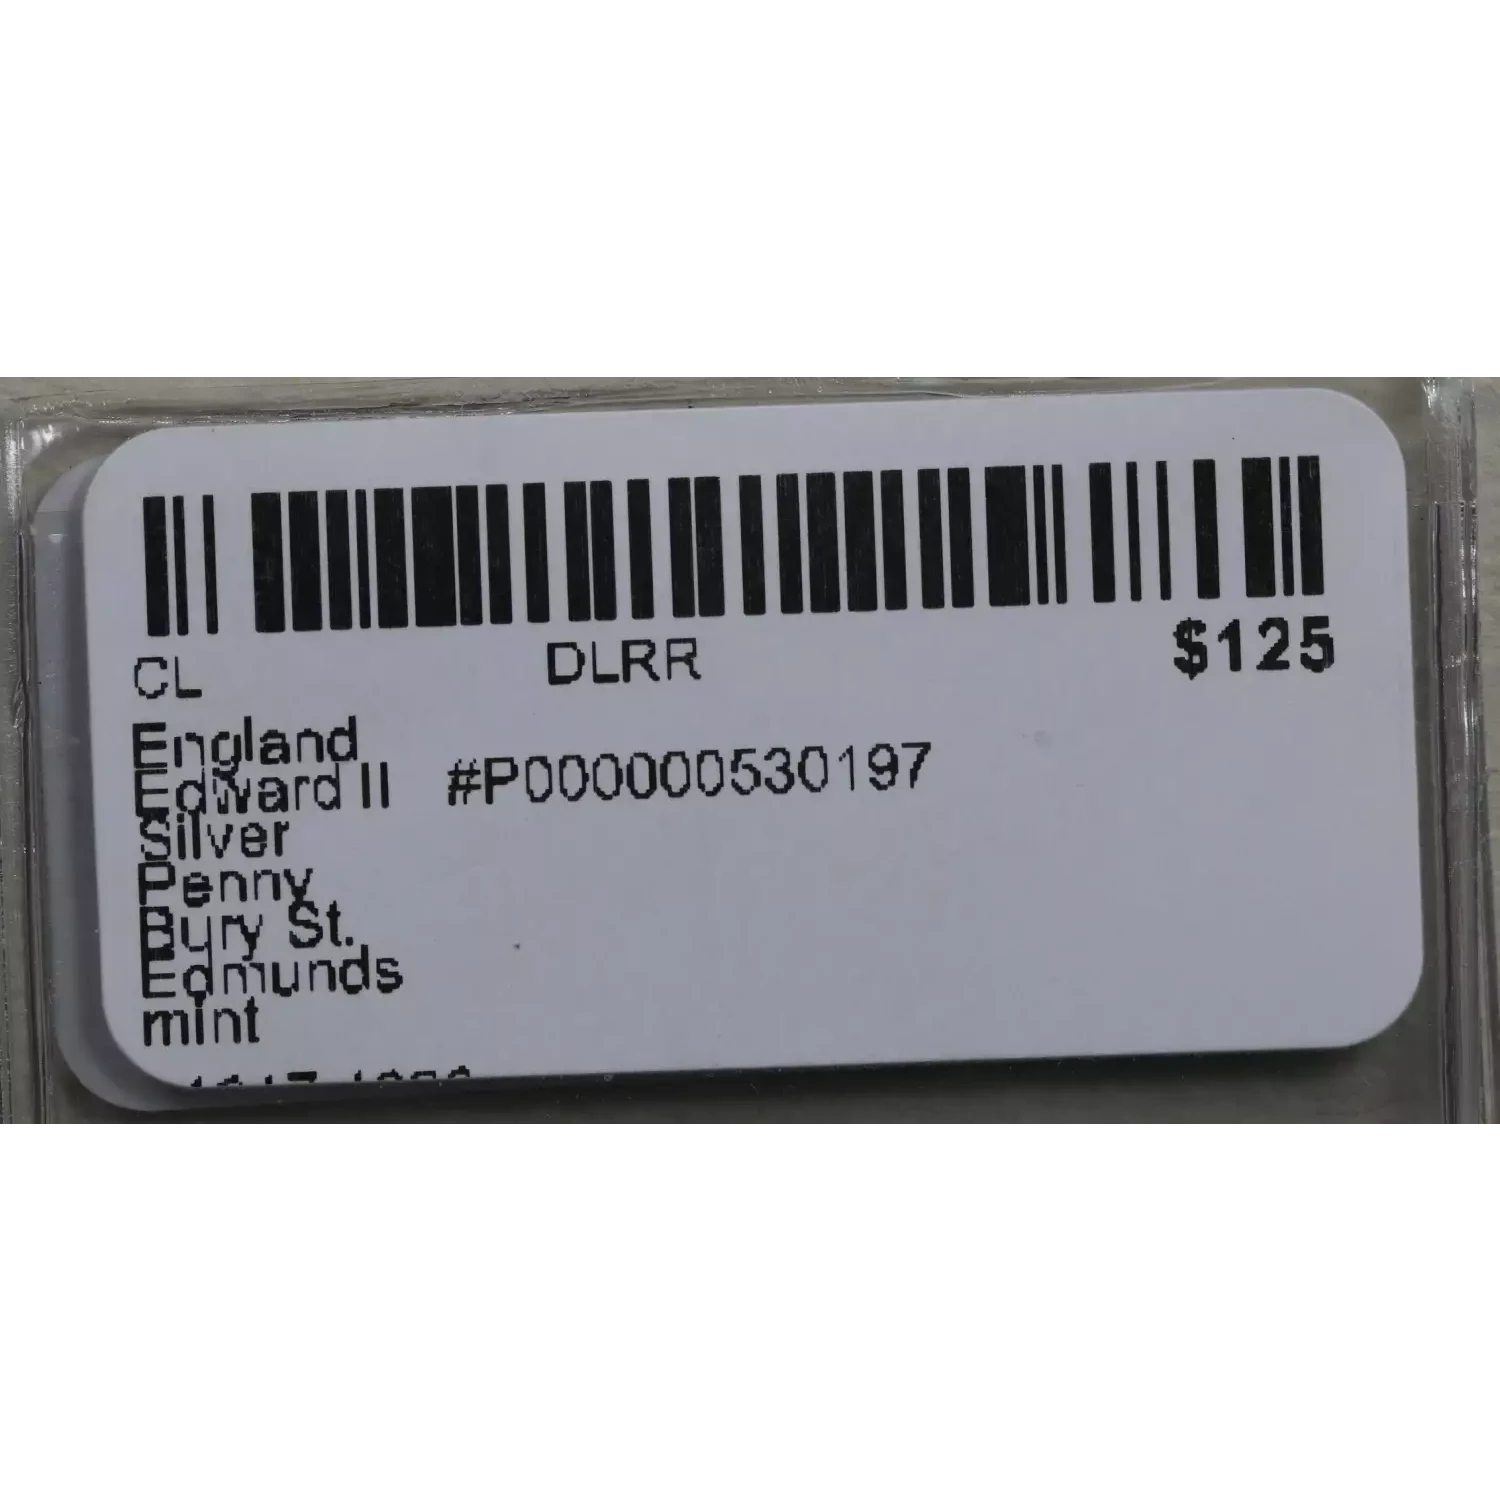 CL DLRR $125
England
Edward II #P000000530197
Silver
Penny
Bury St.
Edmunds
mint